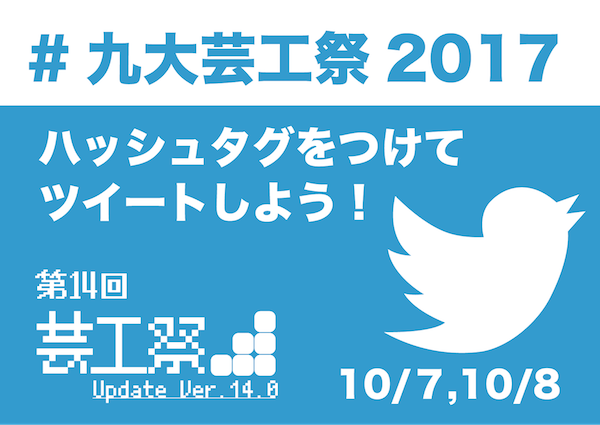 # 九大芸工祭 2017
ハッシュタグをつけて
ツイートしよう！
第14回
芸工祭
Update Ver.14.0
10/7,10/8